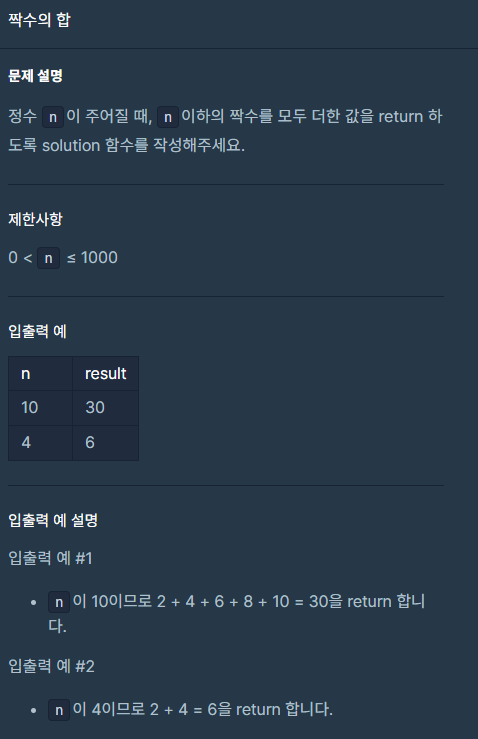 짝수의 합
문제 설명
정수 n 이 주어질 때, n 이하의 짝수를 모두 더한 값을 return 하
도록 solution 함수를 작성해주세요.
제한사항
0 < n ≤ 1000
입출력 예
n result
10 30
4 6
입출력 예 설명
입출력 예 #1
• n 이 10이므로 2 + 4 + 6 + 8 + 10 = 30을 return 합니
다.
입출력 예 #2
• n 이 4이므로 2 + 4 = 6을 return 합니다.